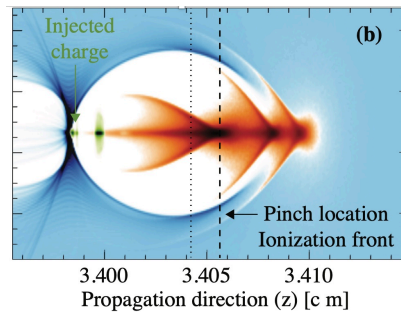 Injected
charge
(b)
Pinch location
Ionization front
3.400
3.405
3.410
Propagation direction (z) [c m]